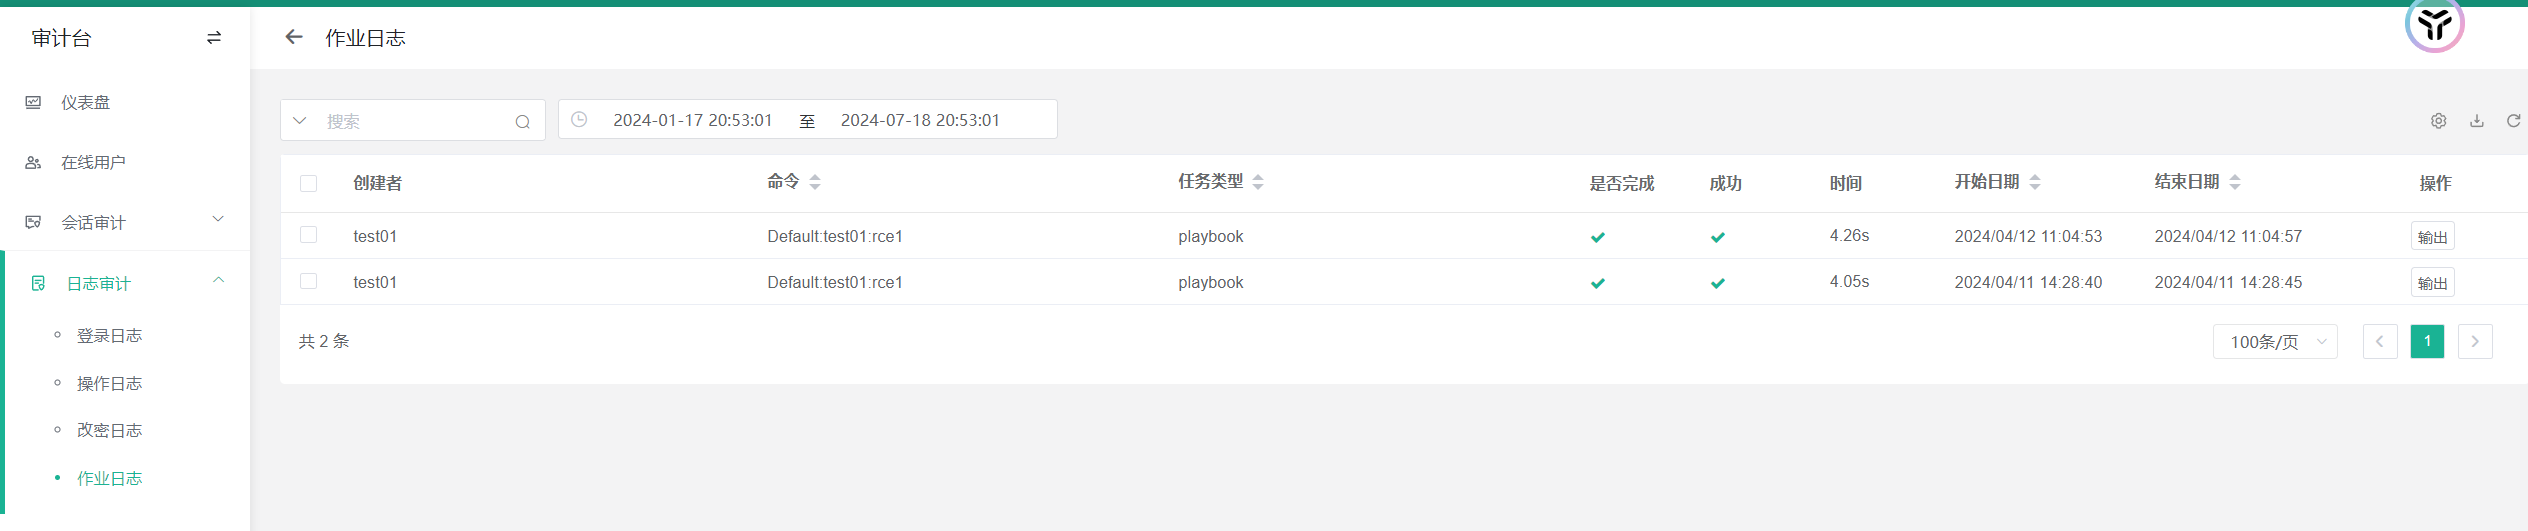 审计台
作业日志
仪表盘
在线用户
会话审计
日志审计
登录日志
操作日志
改密日志
作业日志
搜索
2024-01-17 20:53:01 至 2024-07-18 20:53:01
创建者 命令 任务类型 是否完成 成功 时间 开始日期 结束日期 操作
test01 Default:test01:rce1 playbook 4.26s 2024/04/12 11:04:53 2024/04/12 11:04:57 输出
test01 Default:test01:rce1 playbook 4.05s 2024/04/11 14:28:40 2024/04/11 14:28:45 输出
共 2 条 100条/页 1